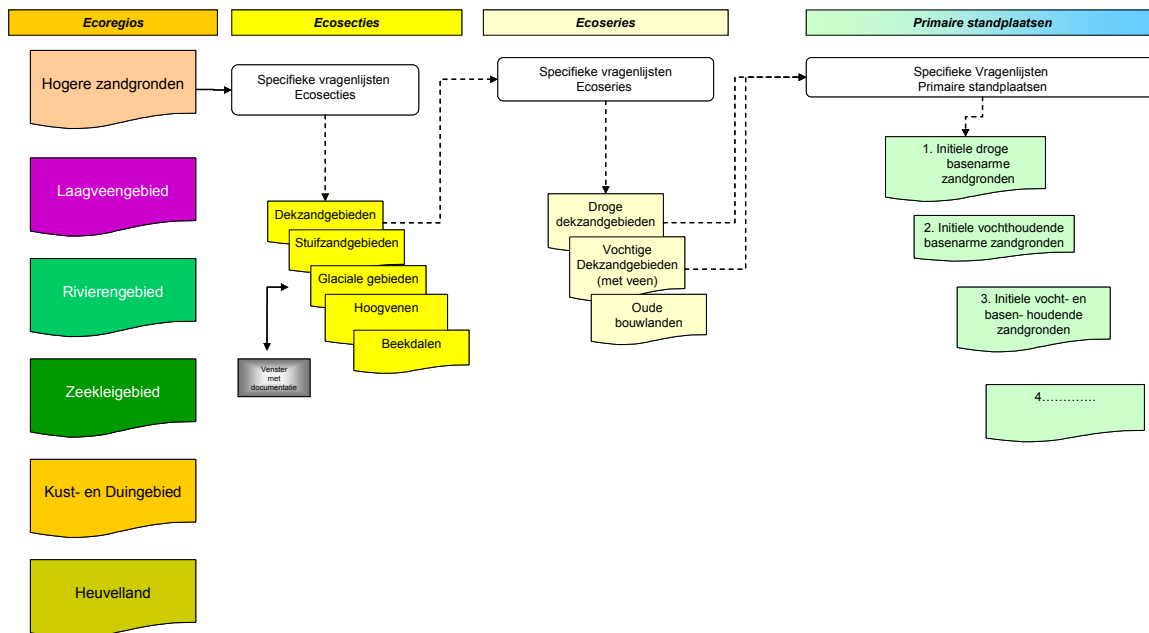 Ecoregios
Ecosecties
Ecoseries
Primaire standplaatsen
Hogere zandgronden
Laagveengebied
Rivierengebied
Zeekleigebied
Kust- en Duingebied
Heuvelland
Specifieke vragenlijsten
Ecosecties
Dekzandgebieden
Stuifzandgebieden
Glaciale gebieden
Hoogvenen
Beekdalen
Venster
met
documentatie
Specifieke vragenlijsten
Ecoseries
Droge
dekzandgebieden
Vochtige
Dekzandgebieden
(met veen)
Oude
bouwlanden
Specifieke Vragenlijsten
Primaire standplaatsen
1. Initiele droge
basenarme
zandgronden
2. Initiele vochthoudende
basenarme zandgronden
3. Initiele vocht- en
basen- houdende
zandgronden
4.............